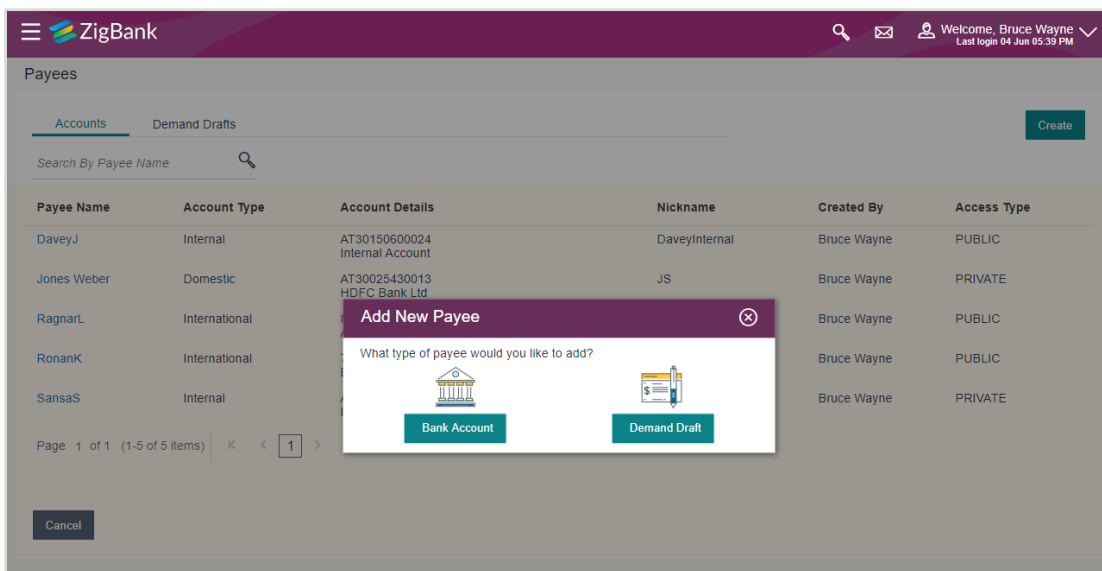 ZigBank
Welcome, Bruce Wayne
Last login 04 Jun 05:39 PM
Payees
Accounts Demand Drafts
Create
Search By Payee Name
Payee Name Account Type Account Details Nickname Created By Access Type
DaveyJ Internal AT30150600024 DaveyInternal Bruce Wayne PUBLIC
Internal Account
Jones Weber Domestic AT30025430013 JS Bruce Wayne PRIVATE
HDFC Bank Ltd
RagnarL International Bruce Wayne PUBLIC
RonanK International Bruce Wayne PUBLIC
SansaS Internal Bruce Wayne PRIVATE
Add New Payee
What type of payee would you like to add?
$
Bank Account Demand Draft
Page 1 of 1 (1-5 of 5 items) K < 1 >
Cancel